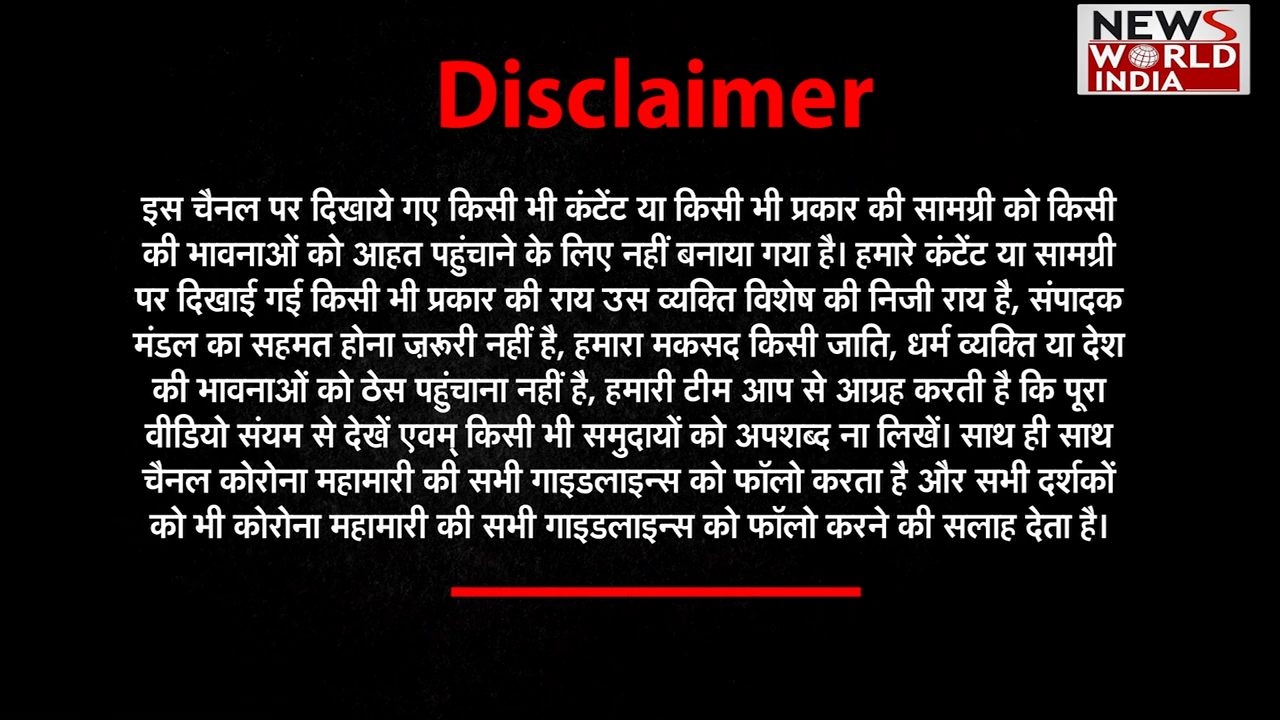 NEWS
WORLD
INDIA
Disclaimer
इस चैनल पर दिखाये गए किसी भी कंटेंट या किसी भी प्रकार की सामग्री को किसी
की भावनाओं को आहत पहुंचाने के लिए नहीं बनाया गया है। हमारे कंटेंट या सामग्री
पर दिखाई गई किसी भी प्रकार की राय उस व्यक्ति विशेष की निजी राय है, संपादक
मंडल का सहमत होना ज़रूरी नहीं है, हमारा मकसद किसी जाति, धर्म व्यक्ति या देश
की भावनाओं को ठेस पहुंचाना नहीं है, हमारी टीम आप से आग्रह करती है कि पूरा
वीडियो संयम से देखें एवम् किसी भी समुदायों को अपशब्द ना लिखें। साथ ही साथ
चैनल कोरोना महामारी की सभी गाइडलाइन्स को फॉलो करता है और सभी दर्शकों
को भी कोरोना महामारी की सभी गाइडलाइन्स को फॉलो करने की सलाह देता है।